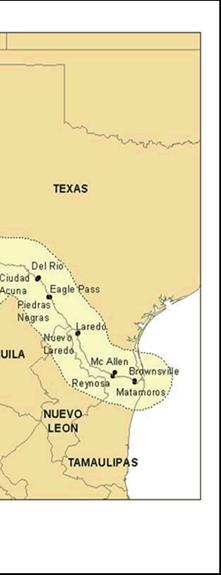 TEXAS
Del Rio
Ciudad
Acuna
Eagle Pass
Piedras
Negras
Laredo
Nuevo
Laredo
UILA
Mc Allen
Brownsville
Reynosa
Matamoros
NUEVO
LEON
TAMAULIPAS